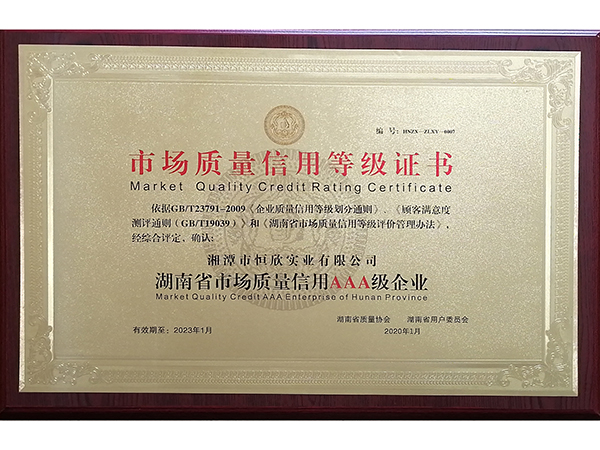 编 号：HNZX-ZLXY-0007
市场质量信用等级证书
Market Quality Credit Rating Certificate
依据GB/T23791-2009《企业质量信用等级划分通则》、《顾客满意度
测评通则（GB/T19039）》和《湖南省市场质量信用等级评价管理办法》，
经综合评定，确认：
湘潭市恒欣实业有限公司
湖南省市场质量信用AAA级企业
Market Quality Credit AAA Enterprise of Hunan Province
湖南省质量协会 湖南省用户委员会
有效期至：2023年1月 2020年1月